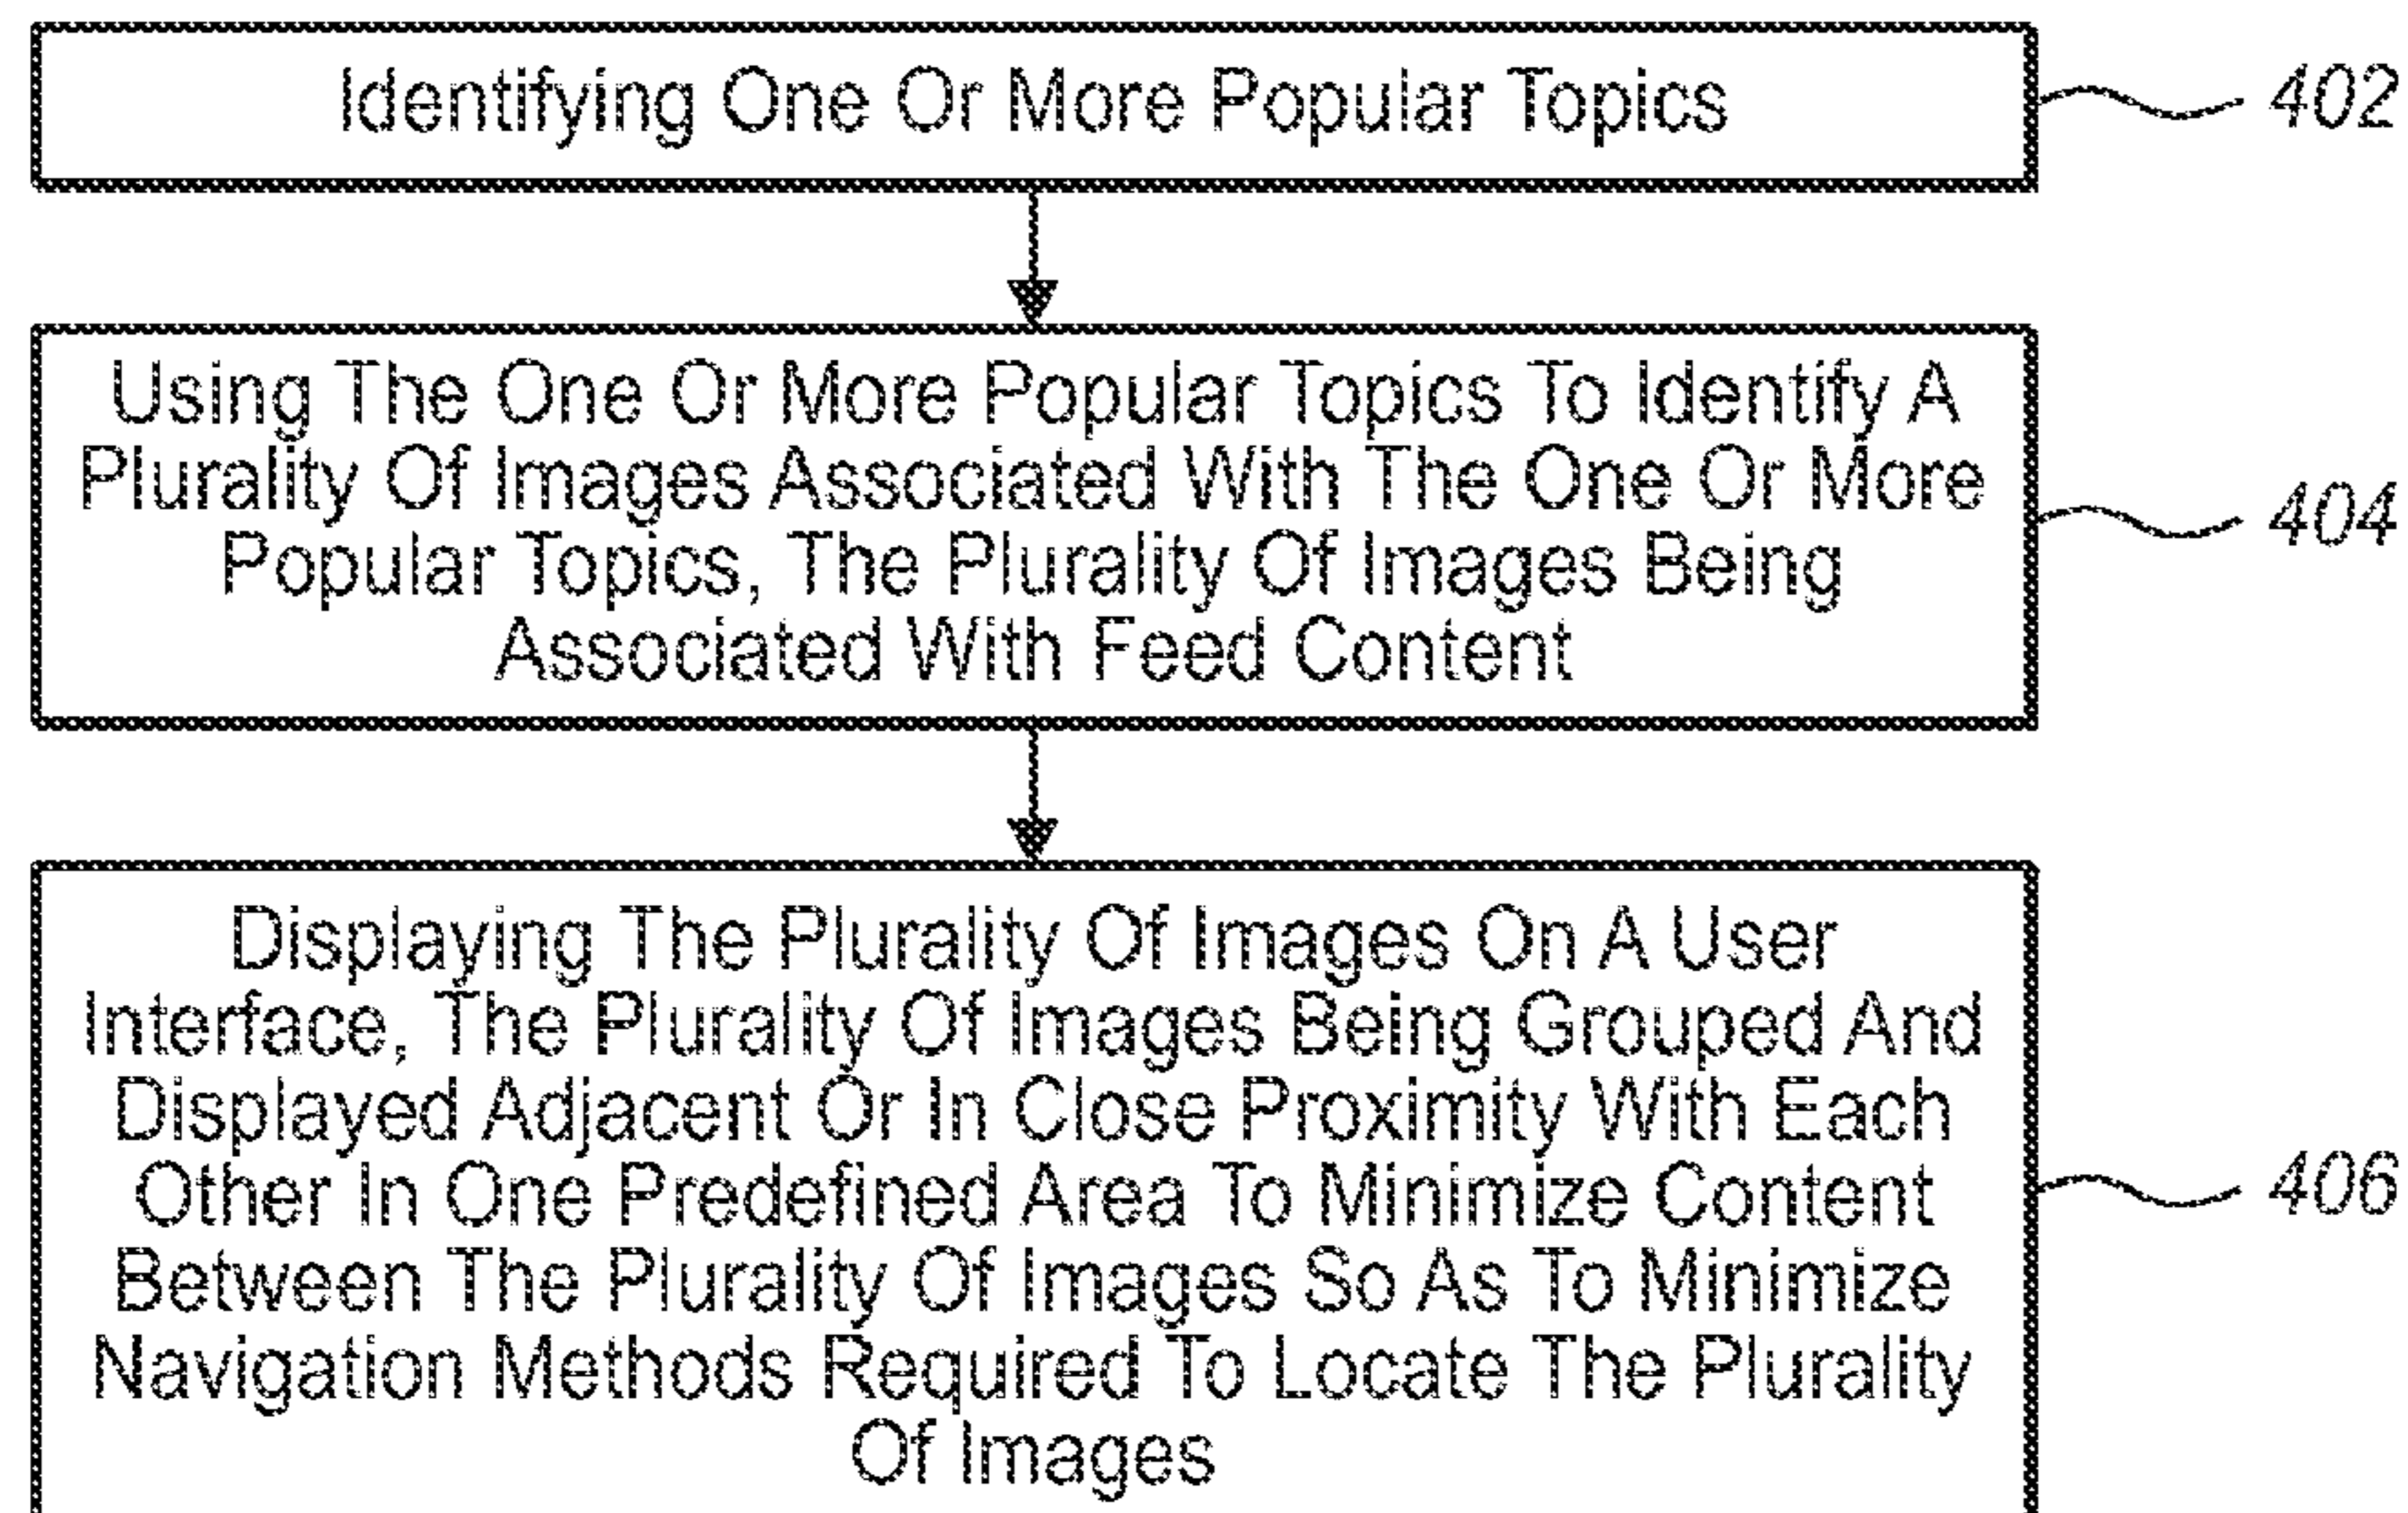 Identifying One Or More Popular Topics
402
Using The One Or More Popular Topics To Identify A
Plurality Of Images Associated With The One Or More
Popular Topics, The Plurality Of Images Being
Associated With Feed Content
404
Displaying The Plurality Of Images On A User
Interface, The Plurality Of Images Being Grouped And
Displayed Adjacent Or In Close Proximity With Each
Other In One Predefined Area To Minimize Content
Between The Plurality Of Images So As To Minimize
Navigation Methods Required To Locate The Plurality
Of Images
406